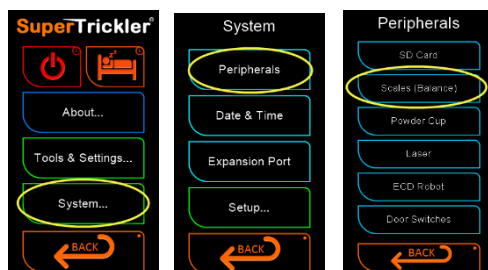 SuperTrickler®
About...
Tools & Settings...
System...
BACK
System
Peripherals
Date & Time
Expansion Port
Setup...
BACK
Peripherals
SD Card
Scales (Balance)
Powder Cup
Laser
ECD Robot
Door Switches
BACK